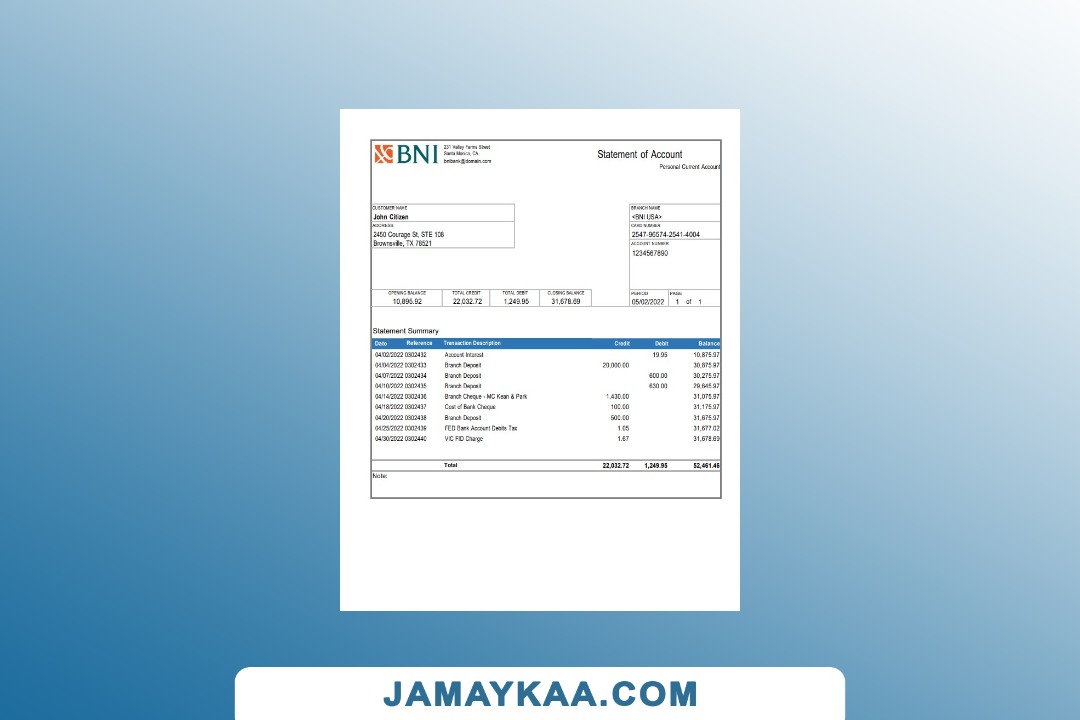 BNI
231 Valley Farms Street
Santa Monica, CA
bnibank@domain.com
Statement of Account
Personal Current Account
CUSTOMER NAME
John Citizen
ADDRESS
2450 Courage St, STE 108
Brownsville, TX 78521
BRANCH NAME
<BNI USA>
CARD NUMBER
2547-96574-2541-4004
ACCOUNT NUMBER
1234567890
OPENING BALANCE TOTAL CREDIT TOTAL DEBIT CLOSING BALANCE
10,895.92 22,032.72 1,249.95 31,678.69
PERIOD PAGE
05/02/2022 1 of 1
Statement Summary
Date Reference Transaction Description Credit Debit Balance
04/02/2022 0302432 Account Interest 19.95 10,875.97
04/04/2022 0302433 Branch Deposit 20,000.00 30,875.97
04/07/2022 0302434 Branch Deposit 600.00 30,275.97
04/10/2022 0302435 Branch Deposit 630.00 29,645.97
04/14/2022 0302436 Branch Cheque - MC Kean & Park 1,430.00 31,075.97
04/18/2022 0302437 Cost of Bank Cheque 100.00 31,175.97
04/20/2022 0302438 Branch Deposit 500.00 31,675.97
04/25/2022 0302439 FED Bank Account Debits Tax 1.05 31,677.02
04/30/2022 0302440 VIC FID Charge 1.67 31,678.69
Total 22,032.72 1,249.95 52,461.46
Note:
JAMAYKAA.COM